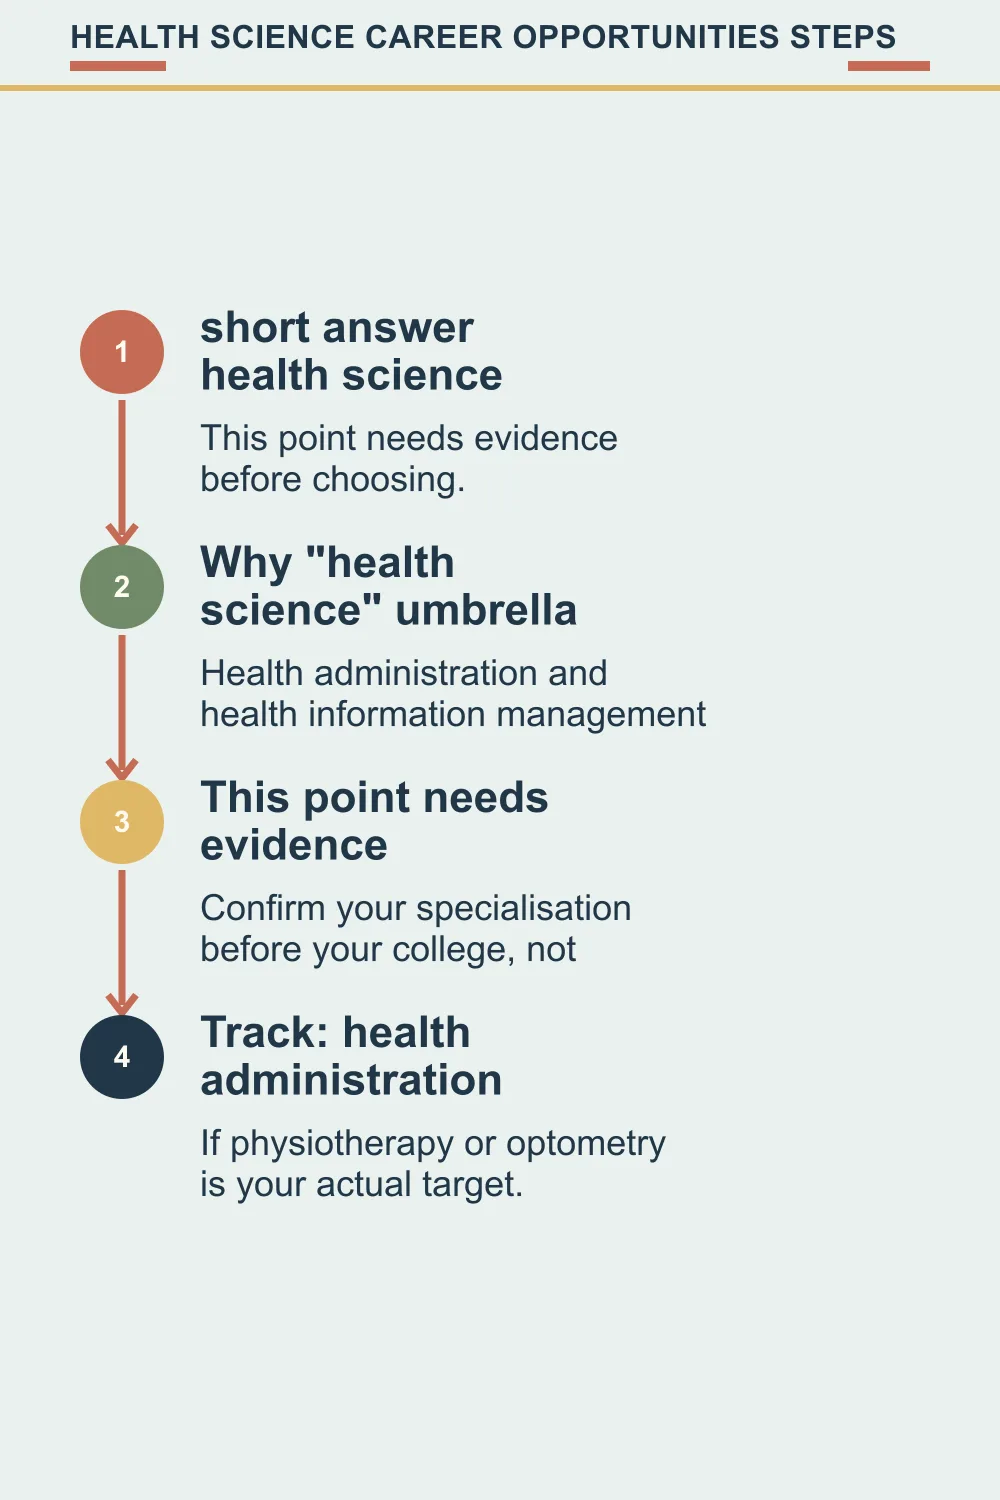 HEALTH SCIENCE CAREER OPPORTUNITIES STEPS
1
short answer
health science
This point needs evidence
before choosing.
2
Why "health
science" umbrella
Health administration and
health information management
3
This point needs
evidence
Confirm your specialisation
before your college, not
4
Track: health
administration
If physiotherapy or optometry
is your actual target.